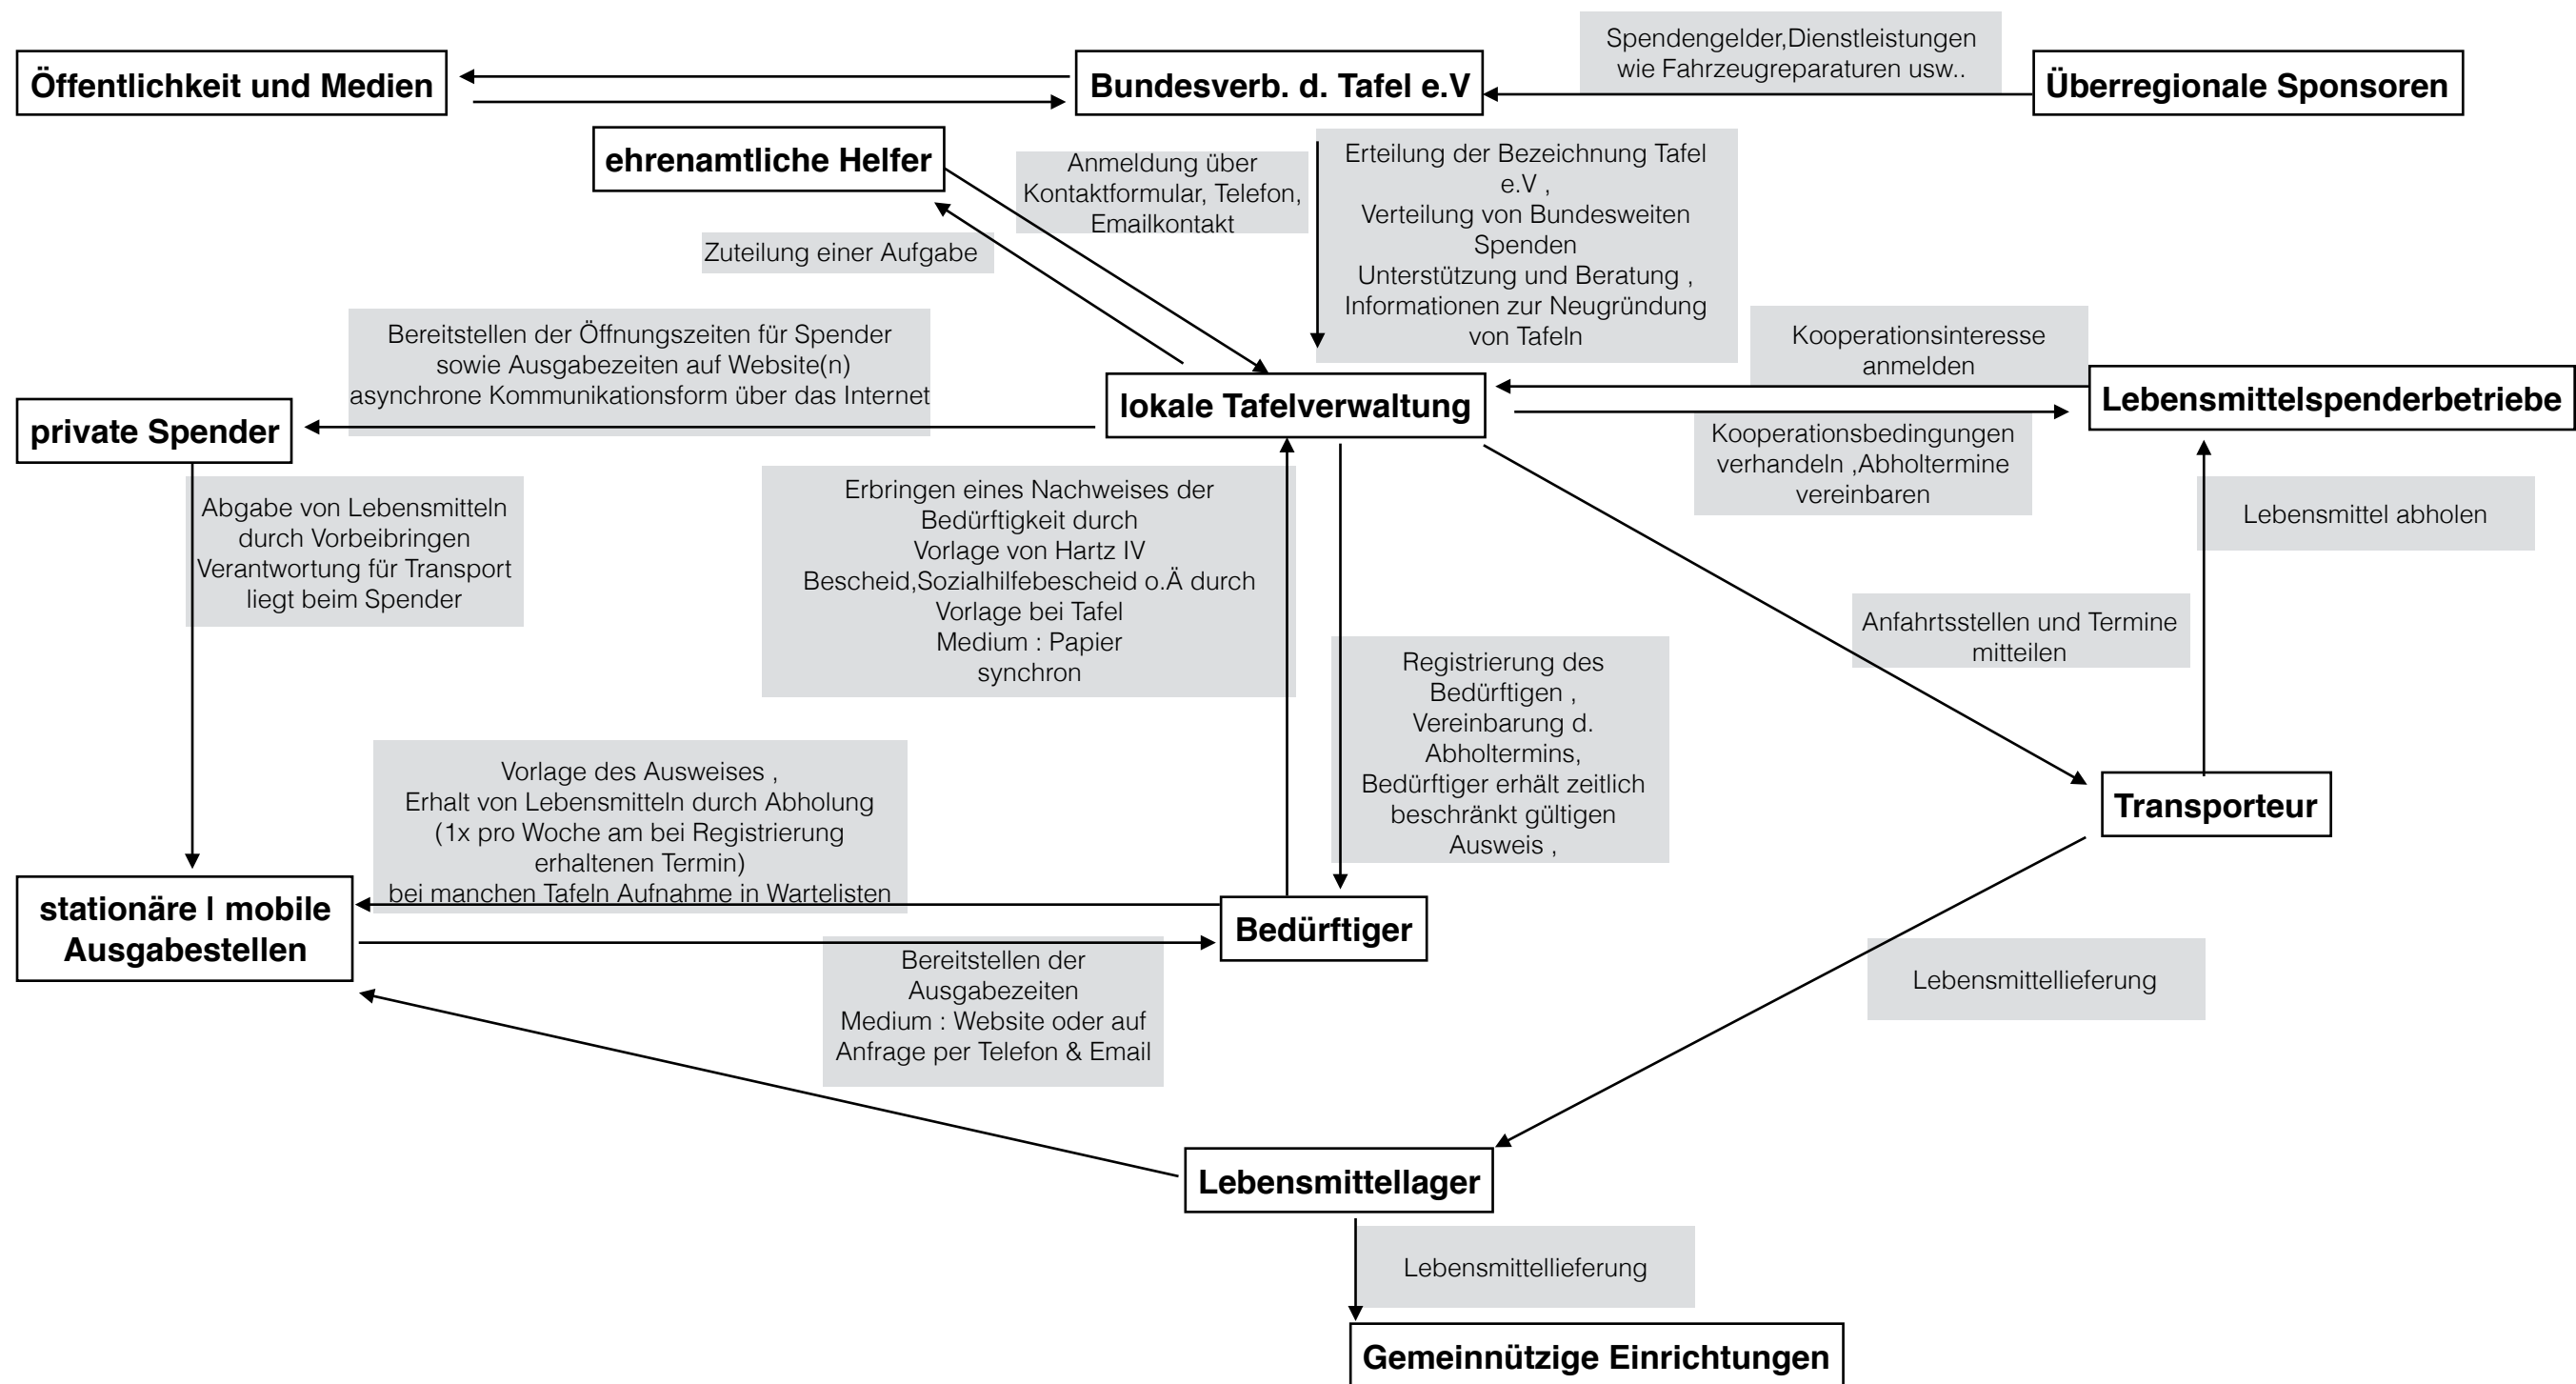 Spendengelder,Dienstleistungen
wie Fahrzeugreparaturen usw..
Öffentlichkeit und Medien
Bundesverb. d. Tafel e.V
Überregionale Sponsoren
ehrenamtliche Helfer
Anmeldung über
Kontaktformular, Telefon,
Emailkontakt
Erteilung der Bezeichnung Tafel
e.V ,
Verteilung von Bundesweiten
Spenden
Unterstützung und Beratung ,
Informationen zur Neugründung
von Tafeln
Zuteilung einer Aufgabe
Bereitstellen der Öffnungszeiten für Spender
sowie Ausgabezeiten auf Website(n)
asynchrone Kommunikationsform über das Internet
Kooperationsinteresse
anmelden
private Spender
lokale Tafelverwaltung
Lebensmittelspenderbetriebe
Kooperationsbedingungen
verhandeln ,Abholtermine
vereinbaren
Abgabe von Lebensmitteln
durch Vorbeibringen
Verantwortung für Transport
liegt beim Spender
Erbringen eines Nachweises der
Bedürftigkeit durch
Vorlage von Hartz IV
Bescheid,Sozialhilfebescheid o.Ä durch
Vorlage bei Tafel
Medium : Papier
synchron
Lebensmittel abholen
Anfahrtsstellen und Termine
mitteilen
Registrierung des
Bedürftigen ,
Vereinbarung d.
Abholtermins,
Bedürftiger erhält zeitlich
beschränkt gültigen
Ausweis ,
Vorlage des Ausweises ,
Erhalt von Lebensmitteln durch Abholung
(1x pro Woche am bei Registrierung
erhaltenen Termin)
bei manchen Tafeln Aufnahme in Wartelisten
Transporteur
stationäre | mobile
Ausgabestellen
Bedürftiger
Bereitstellen der
Ausgabezeiten
Medium : Website oder auf
Anfrage per Telefon & Email
Lebensmittellieferung
Lebensmittellager
Lebensmittellieferung
Gemeinnützige Einrichtungen